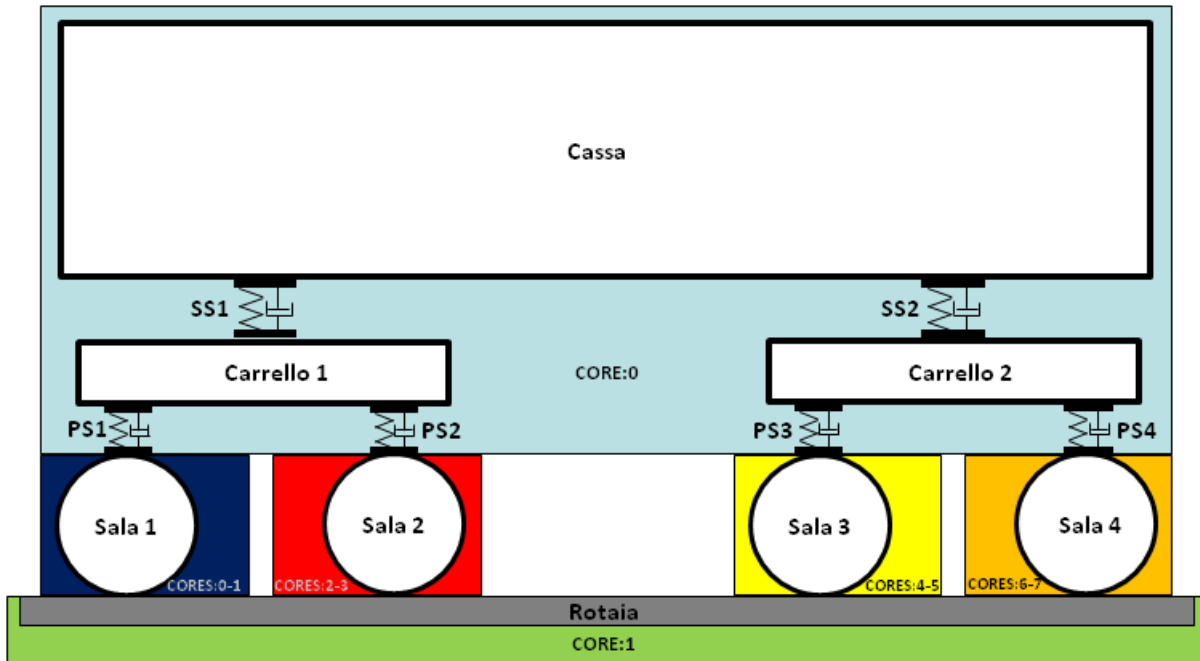 Cassa
SS1
SS2
Carrello 1
CORE:0
Carrello 2
PS1
PS2
PS3
PS4
Sala 1
Sala 2
Sala 3
Sala 4
CORES:0-1
CORES:2-3
CORES:4-5
CORES:6-7
Rotaia
CORE:1